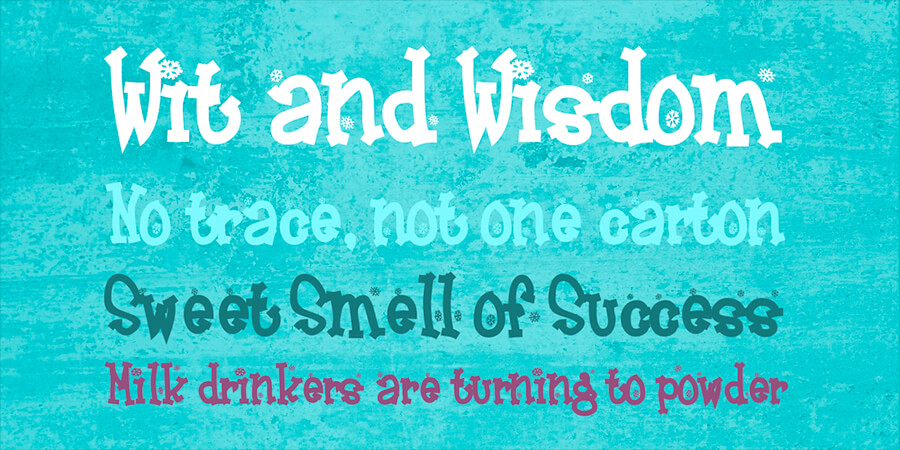 Wit and Wisdom
No trace, not one carton
Sweet Smell of Success
Milk drinkers are turning to powder